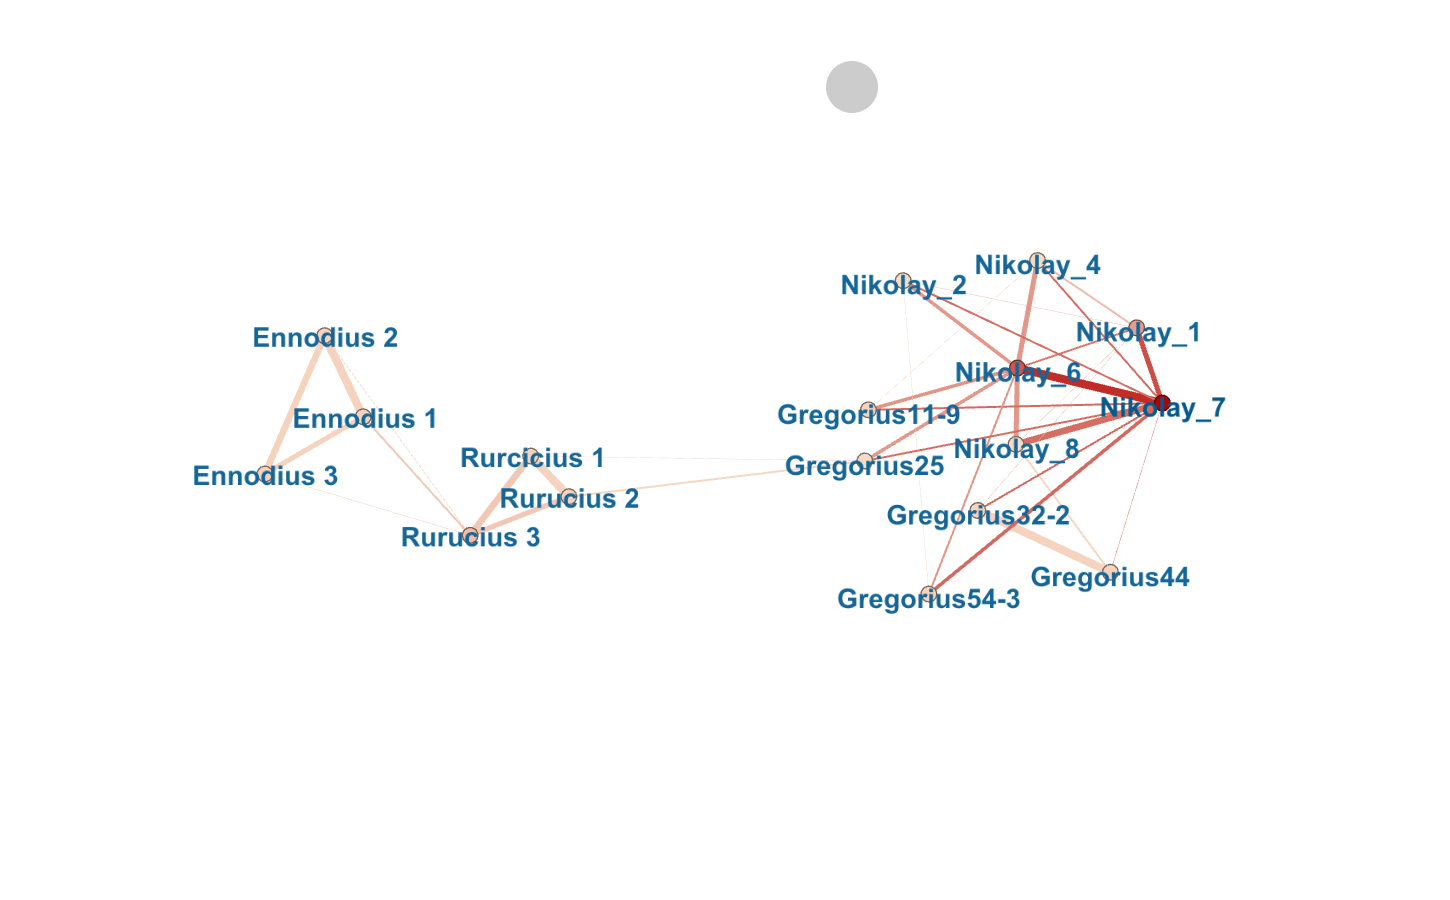 Nikolay_4
Nikolay_2
Nikolay_1
Ennodius 2
Nikolay_6
Nikolay_7
Gregorius11-9
Ennodius 1
Nikolay_8
Rurcicius 1
Gregorius25
Ennodius 3
Rurucius 2
Gregorius32-2
Rurucius 3
Gregorius44
Gregorius54-3